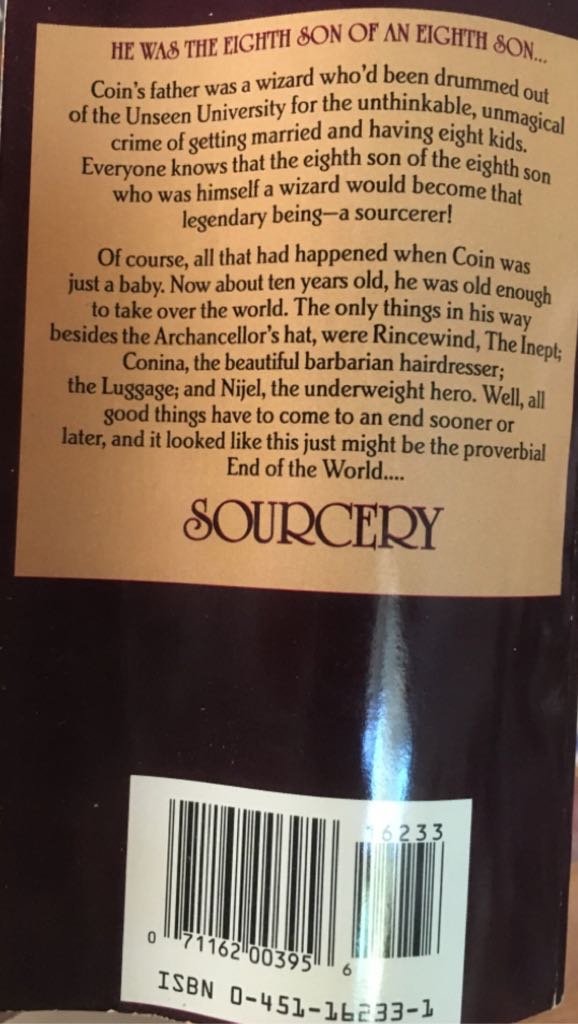 HE WAS THE EIGHTH SON OF AN EIGHTH SON...
Coin's father was a wizard who'd been drummed out
of the Unseen University for the unthinkable, unmagical
crime of getting married and having eight kids.
Everyone knows that the eighth son of the eighth son
who was himself a wizard would become that
legendary being—a sourcerer!
Of course, all that had happened when Coin was
just a baby. Now about ten years old, he was old enough
to take over the world. The only things in his way
besides the Archancellor's hat, were Rincewind, The Inept;
Conina, the beautiful barbarian hairdresser;
the Luggage; and Nijel, the underweight hero. Well, all
good things have to come to an end sooner or
later, and it looked like this just might be the proverbial
End of the World....
SOURCERY
16233
0 71162 00395 6
ISBN 0-451-16233-1